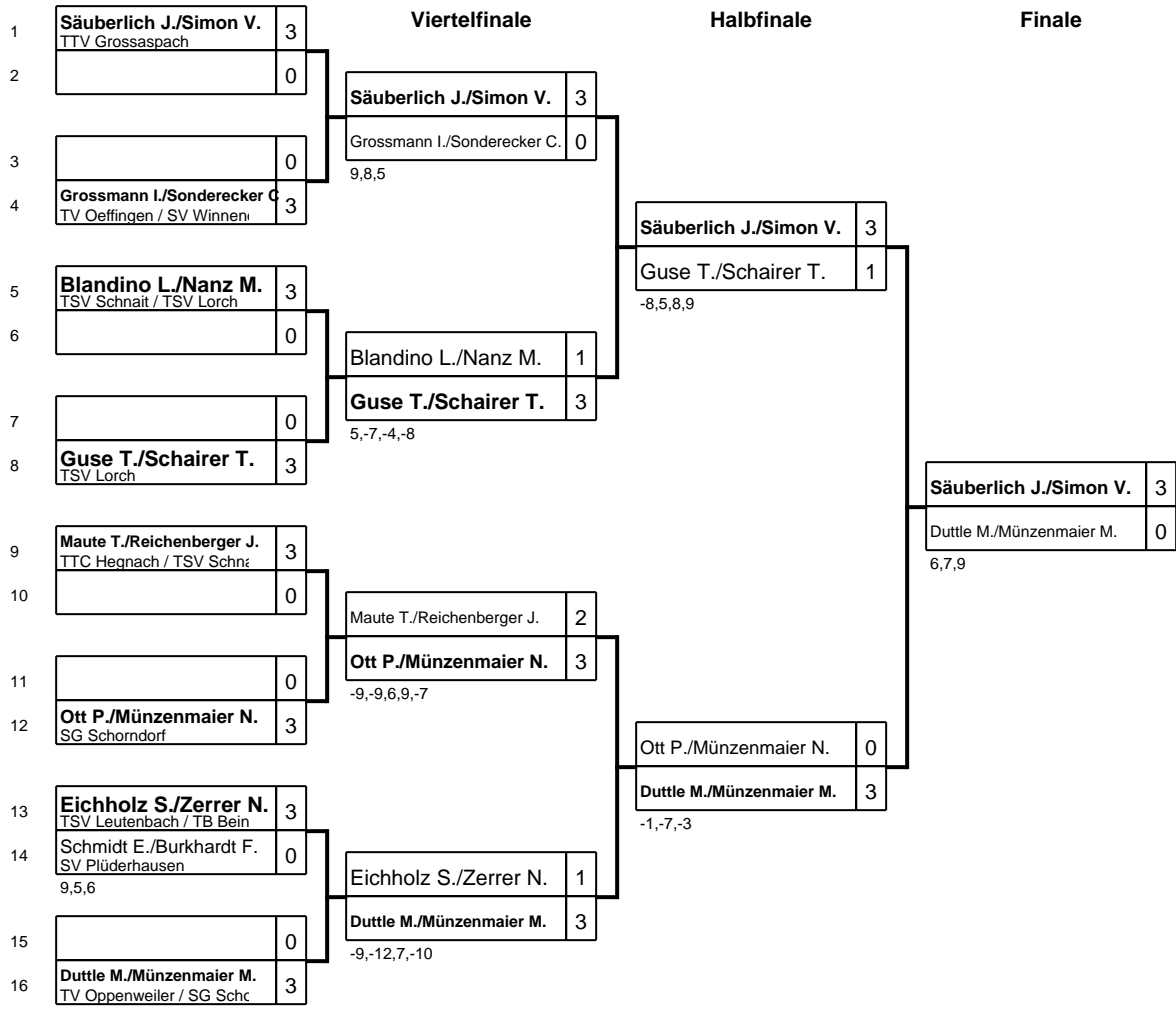 Viertelfinale
Halbfinale
Finale
1
Säuberlich J./Simon V.
3
TTV Grossaspach
2
0
3
0
4
Grossmann I./Sonderecker C
3
TV Oeffingen / SV Winnen
5
Blandino L./Nanz M.
3
TSV Schnait / TSV Lorch
6
0
7
0
8
Guse T./Schairer T.
3
TSV Lorch
9
Maute T./Reichenberger J.
3
TTC Hegnach / TSV Schna
10
0
11
0
12
Ott P./Münzenmaier N.
3
SG Schorndorf
13
Eichholz S./Zerrer N.
3
TSV Leutenbach / TB Bein
14
Schmidt E./Burkhardt F.
0
SV Plüderhausen
9,5,6
15
0
16
Duttle M./Münzenmaier M.
3
TV Oppenweiler / SG Scho
Säuberlich J./Simon V.
3
Grossmann I./Sonderecker C.
0
9,8,5
Blandino L./Nanz M.
1
Guse T./Schairer T.
3
5,-7,-4,-8
Maute T./Reichenberger J.
2
Ott P./Münzenmaier N.
3
-9,-9,6,9,-7
Eichholz S./Zerrer N.
1
Duttle M./Münzenmaier M.
3
-9,-12,7,-10
Säuberlich J./Simon V.
3
Guse T./Schairer T.
1
-8,5,8,9
Ott P./Münzenmaier N.
0
Duttle M./Münzenmaier M.
3
-1,-7,-3
Säuberlich J./Simon V.
3
Duttle M./Münzenmaier M.
0
6,7,9